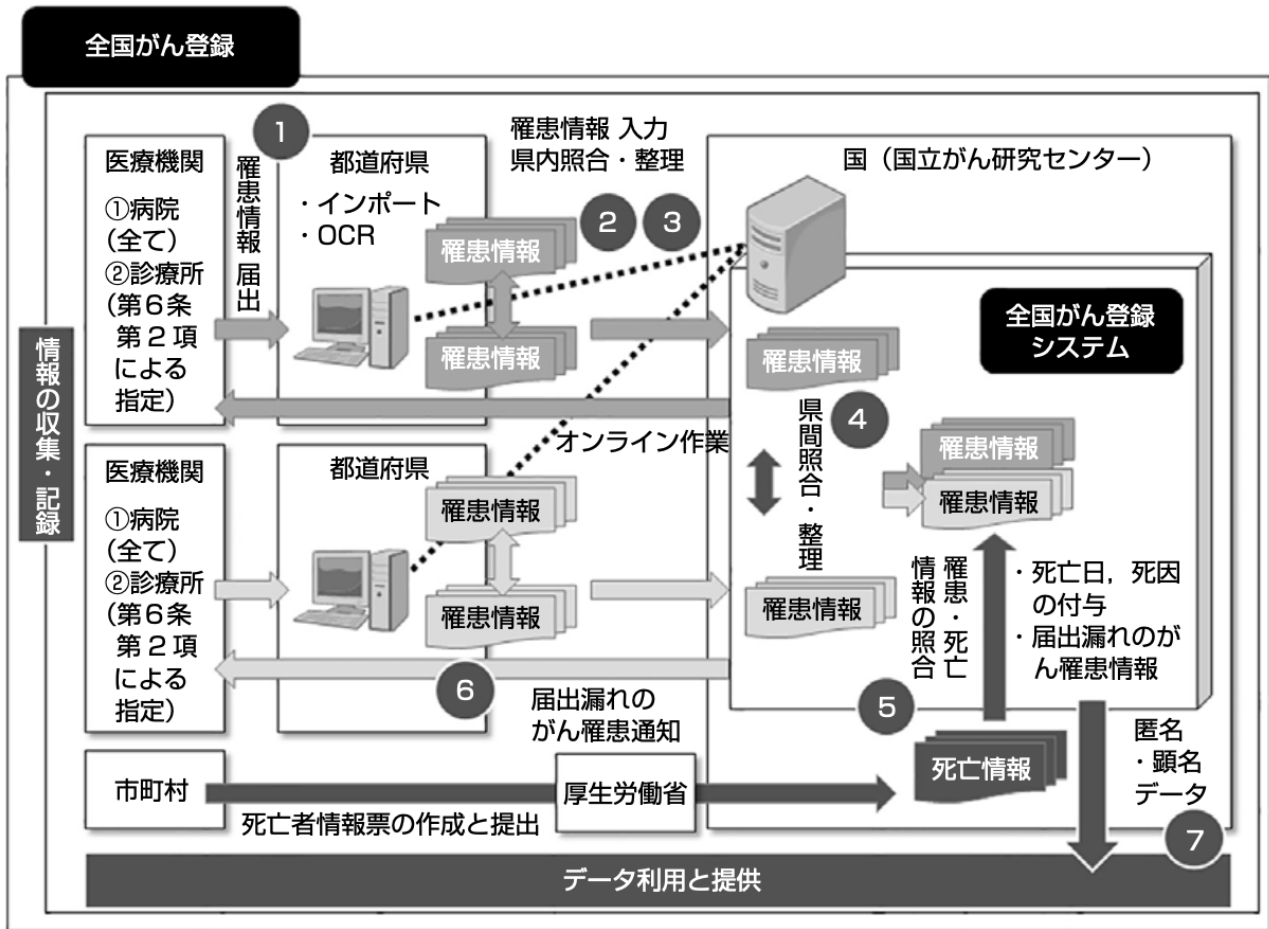 全国がん登録
情報の収集・記録
医療機関
①病院
(全て)
②診療所
(第6条
第2項
による
指定)
罹患情報 届出
1
都道府県
・インポート
・OCR
罹患情報
罹患情報
罹患情報 入力
県内照合・整理
2
3
国（国立がん研究センター）
全国がん登録
システム
罹患情報
県間照合・整理
4
罹患情報
罹患情報
オンライン作業
医療機関
①病院
(全て)
②診療所
(第6条
第2項
による
指定)
都道府県
罹患情報
罹患情報
罹患情報
罹患・死亡
情報の照合
・死亡日，死因
の付与
・届出漏れのが
ん罹患情報
6
届出漏れの
がん罹患通知
5
市町村
死亡者情報票の作成と提出
厚生労働省
死亡情報
匿名
・顕名
データ
7
データ利用と提供